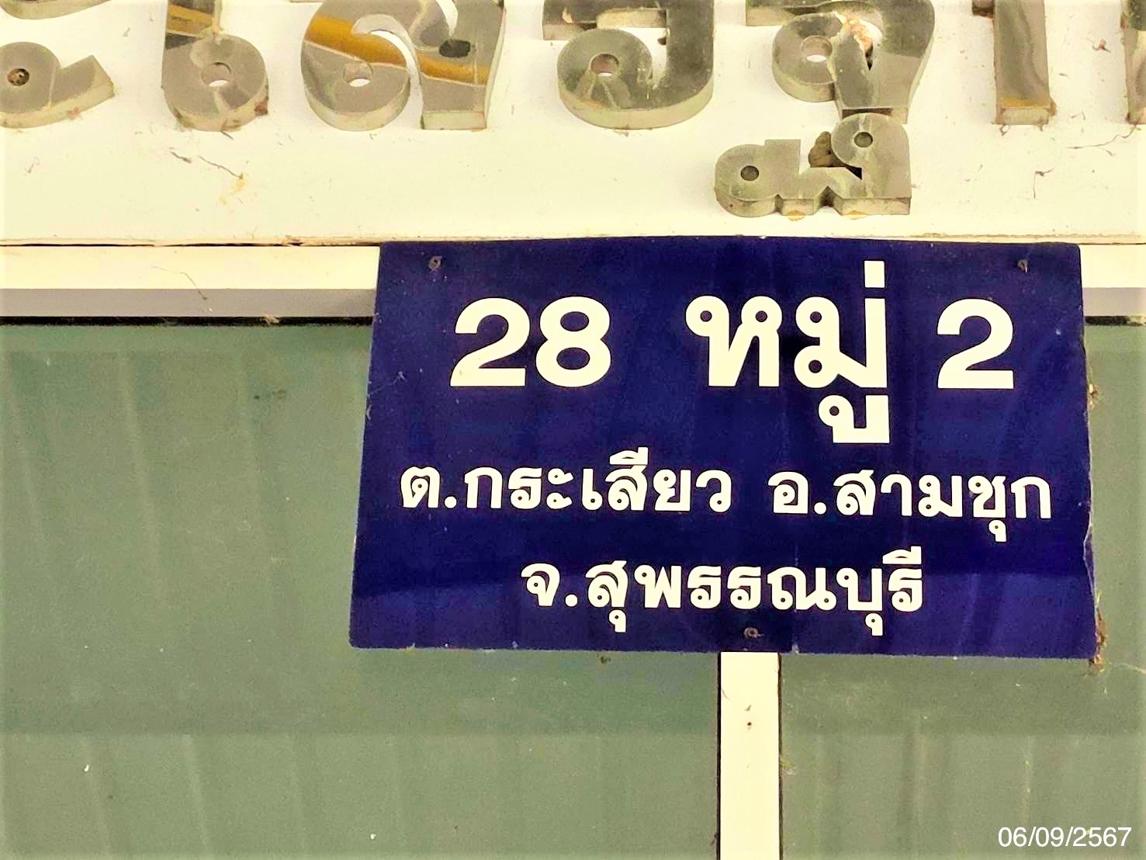 28 หมู่ 2
ต.กระเสียว อ.สามชุก
จ.สุพรรณบุรี
06/09/2567